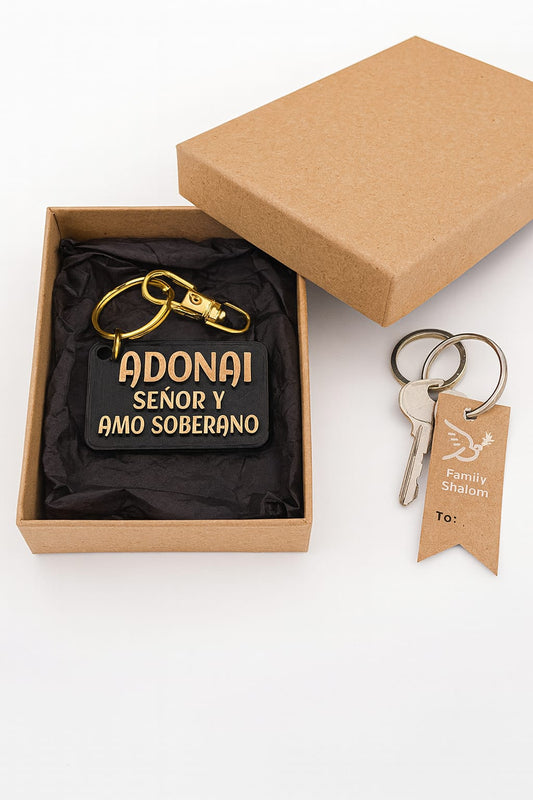 ADONAI
SEÑOR Y
AMO SOBERANO
Family
Shalom
To: